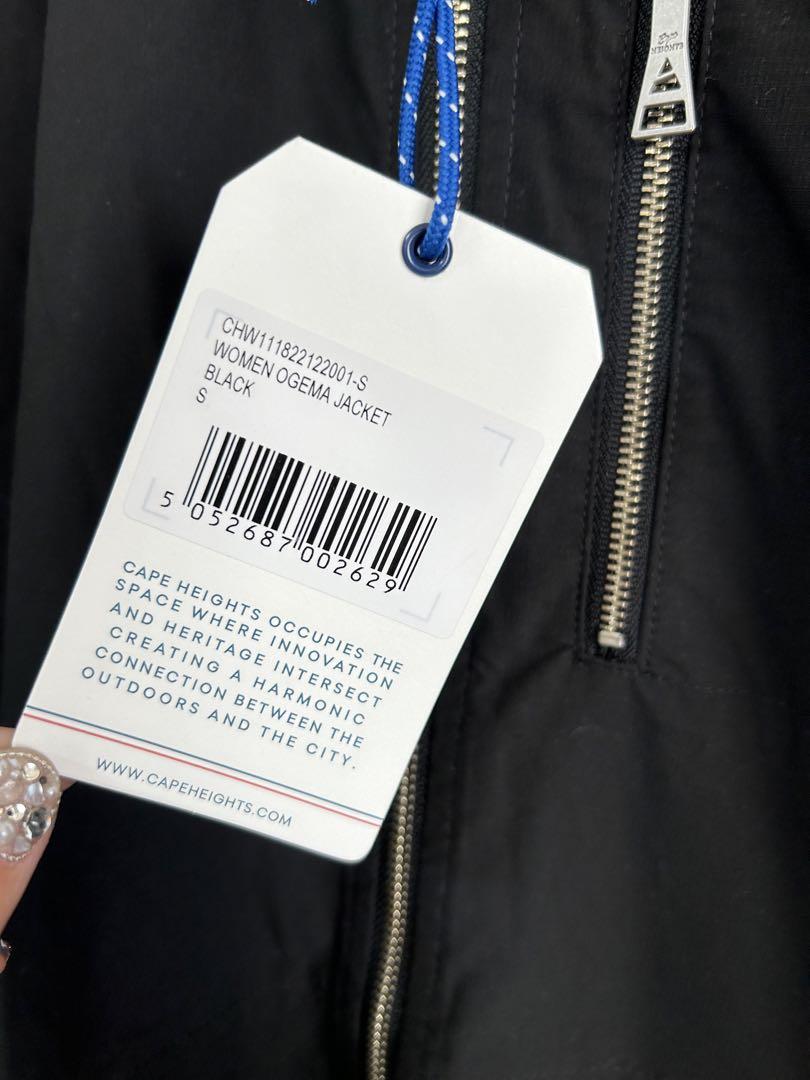 CHW111822122001-S
WOMEN OGEMA JACKET
BLACK
S
5 052687 002629
CAPE HEIGHTS OCCUPIES THE
SPACE WHERE INNOVATION
AND HERITAGE INTERSECT
CREATING A HARMONIC
CONNECTION BETWEEN THE
OUTDOORS AND THE CITY.
WWW.CAPEHEIGHTS.COM